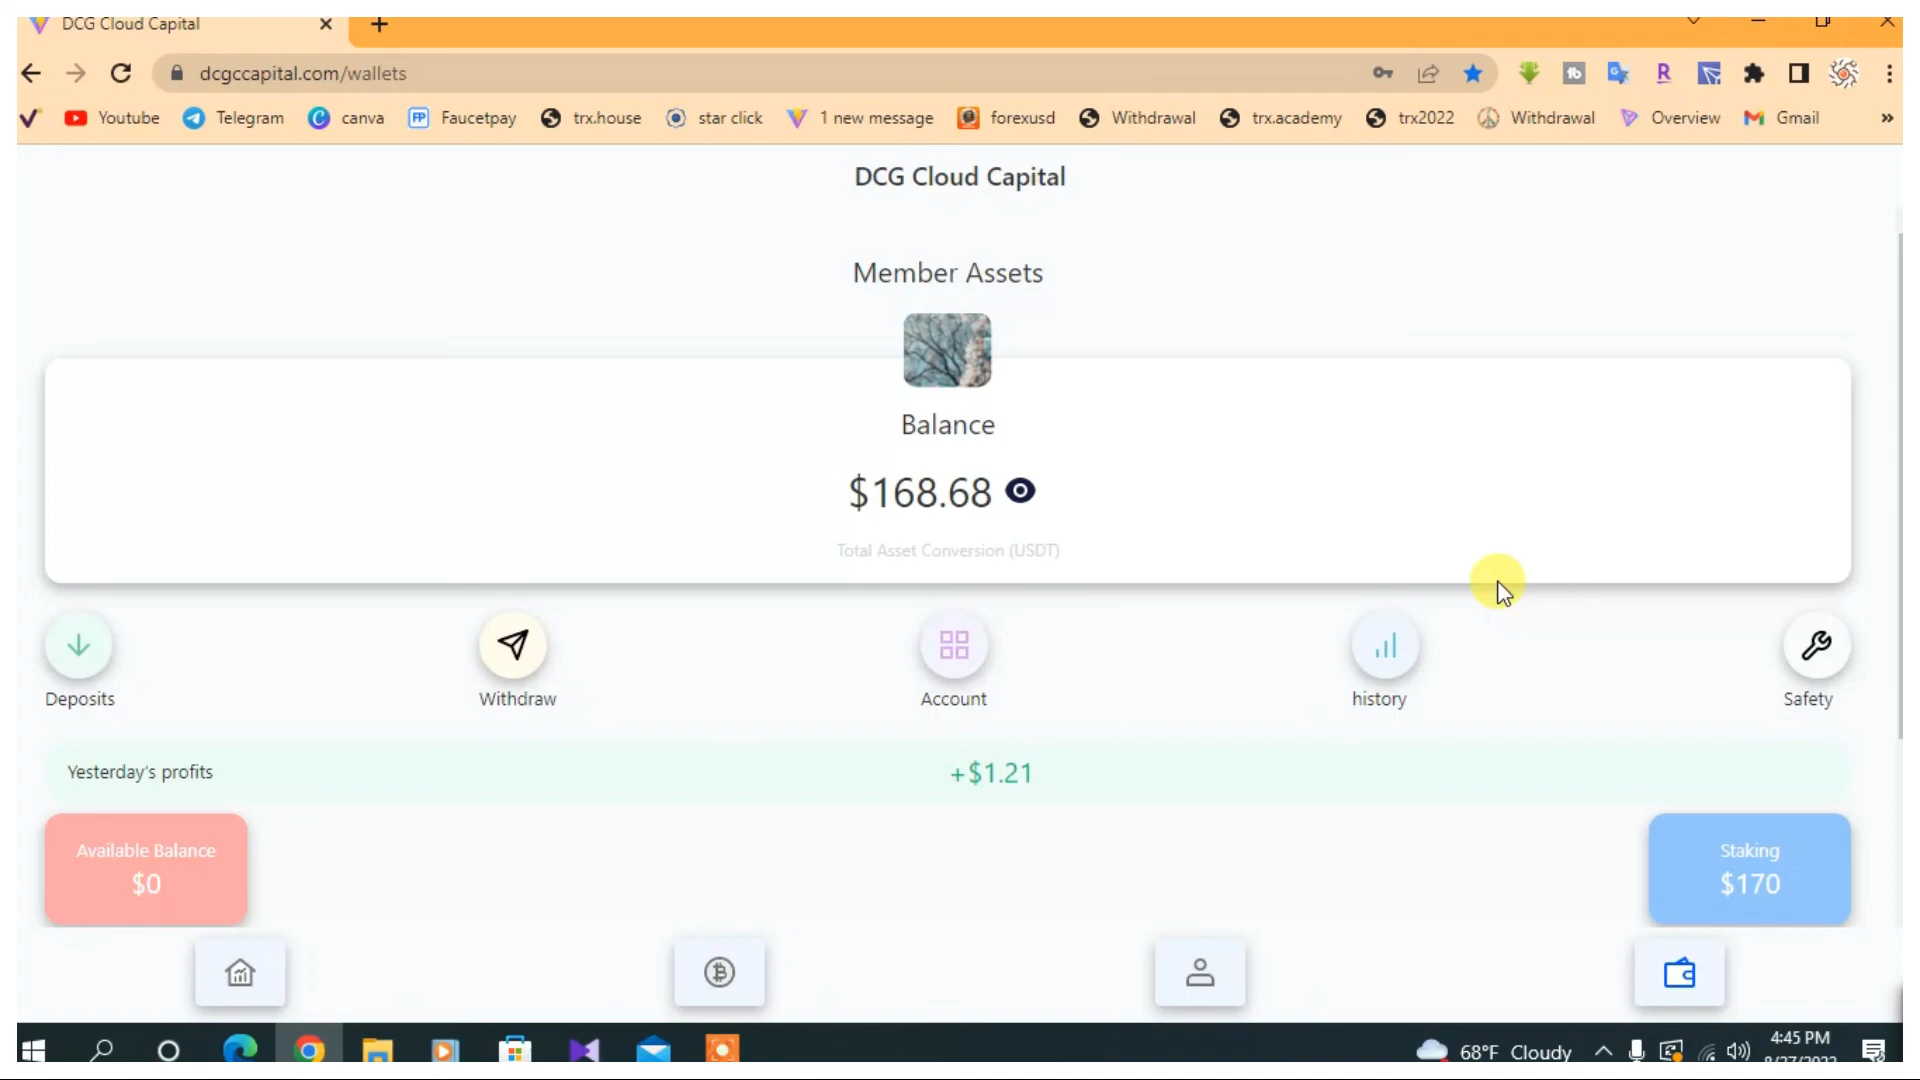 DCG Cloud Capital
dcgccapital.com/wallets
Youtube Telegram canva Faucetpay trx.house star click 1 new message forexusd Withdrawal trx.academy trx2022 Withdrawal Overview Gmail »
DCG Cloud Capital
Member Assets
Balance
$168.68
Total Asset Conversion (USDT)
Deposits Withdraw Account history Safety
Yesterday's profits +$1.21
Available Balance
$0
Staking
$170
68°F Cloudy
4:45 PM